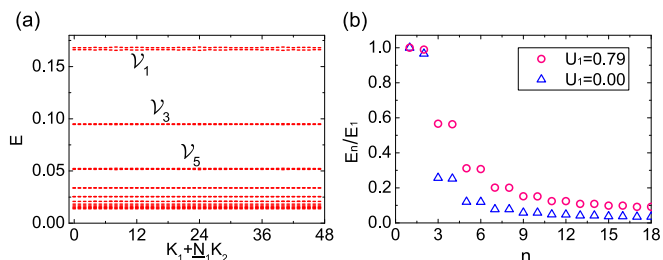 (a)
0.15
0.10
0.05
0.00
E
𝒱₁
𝒱₃
𝒱₅
0 12 24 36 48
K₁+N̲₁K₂
(b)
1.0
0.8
0.6
0.4
0.2
0.0
Eₙ/E₁
U₁=0.79
U₁=0.00
0 3 6 9 12 15 18
n